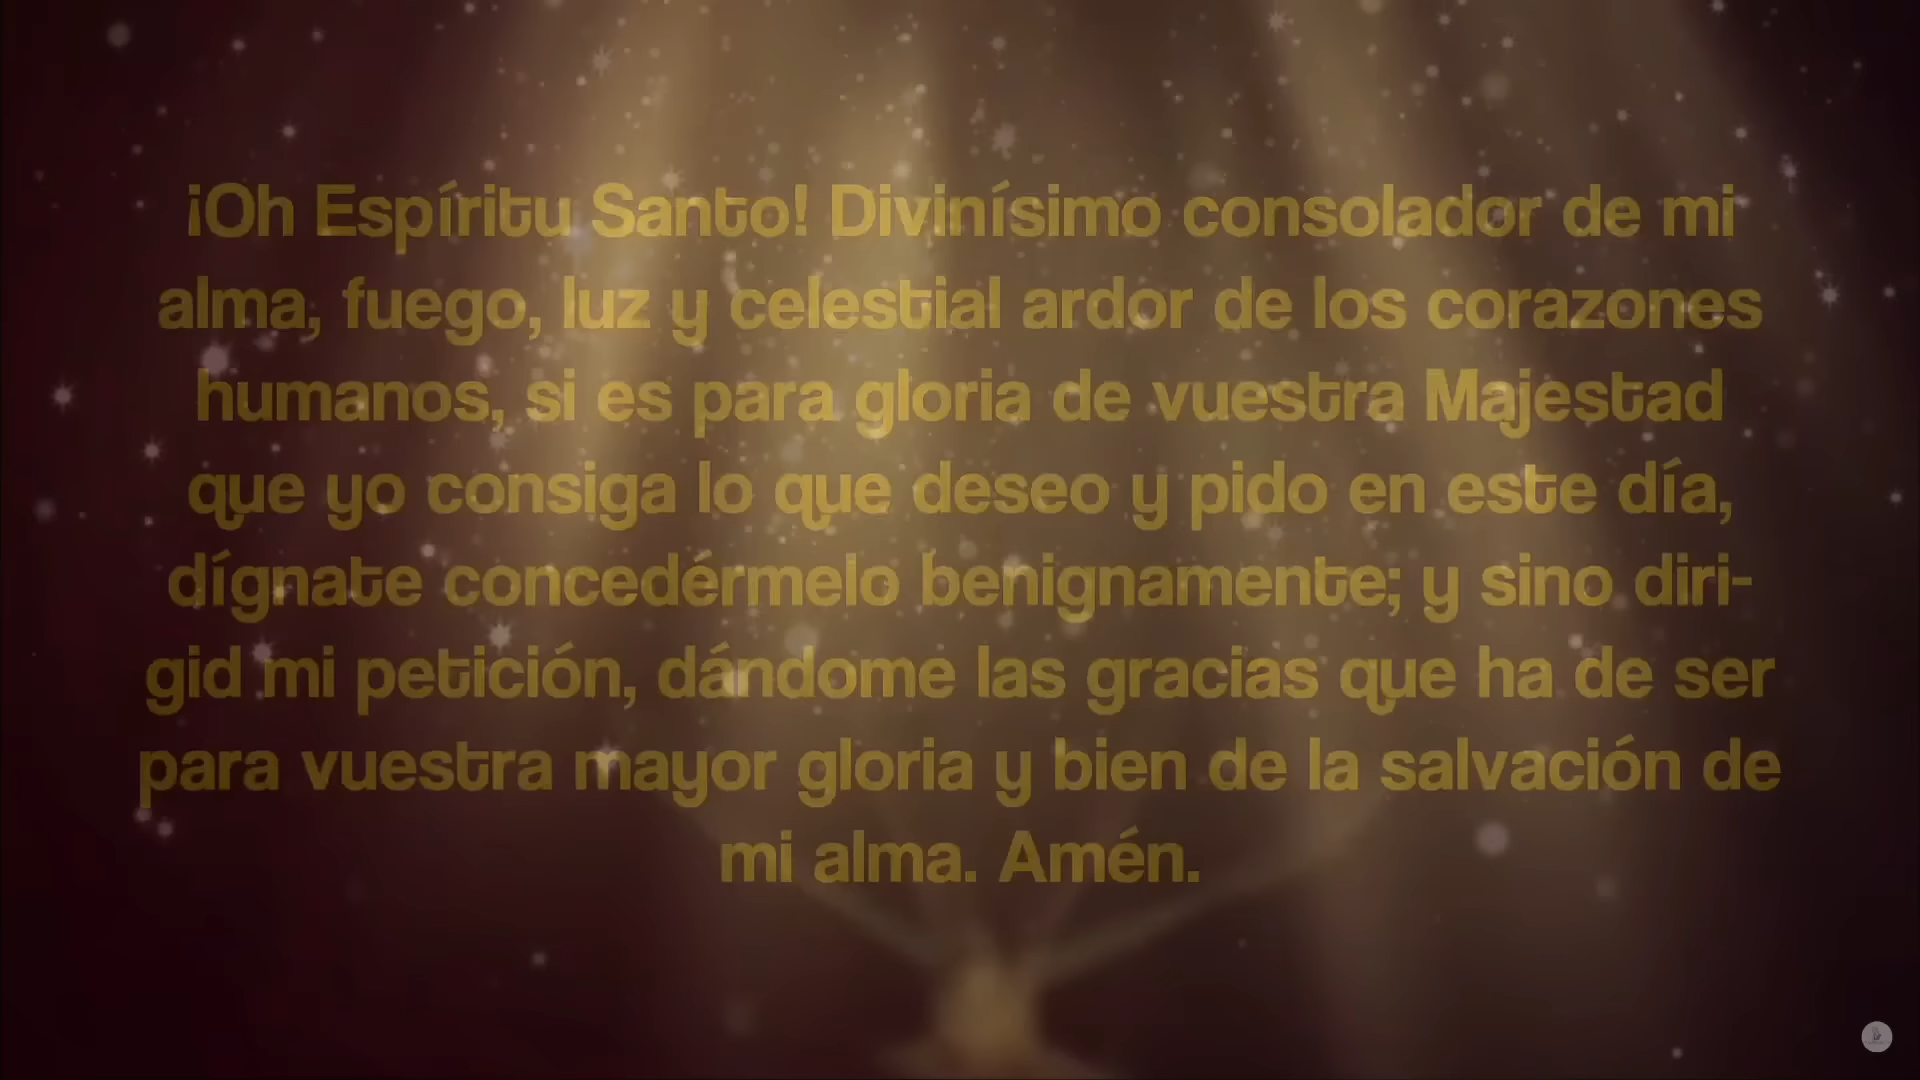 ¡Oh Espíritu Santo! Divinísimo consolador de mi
alma, fuego, luz y celestial ardor de los corazones
humanos, si es para gloria de vuestra Majestad
que yo consiga lo que deseo y pido en este día,
dígnate concedérmelo benignamente; y sino diri-
gid mi petición, dándome las gracias que ha de ser
para vuestra mayor gloria y bien de la salvación de
mi alma. Amén.